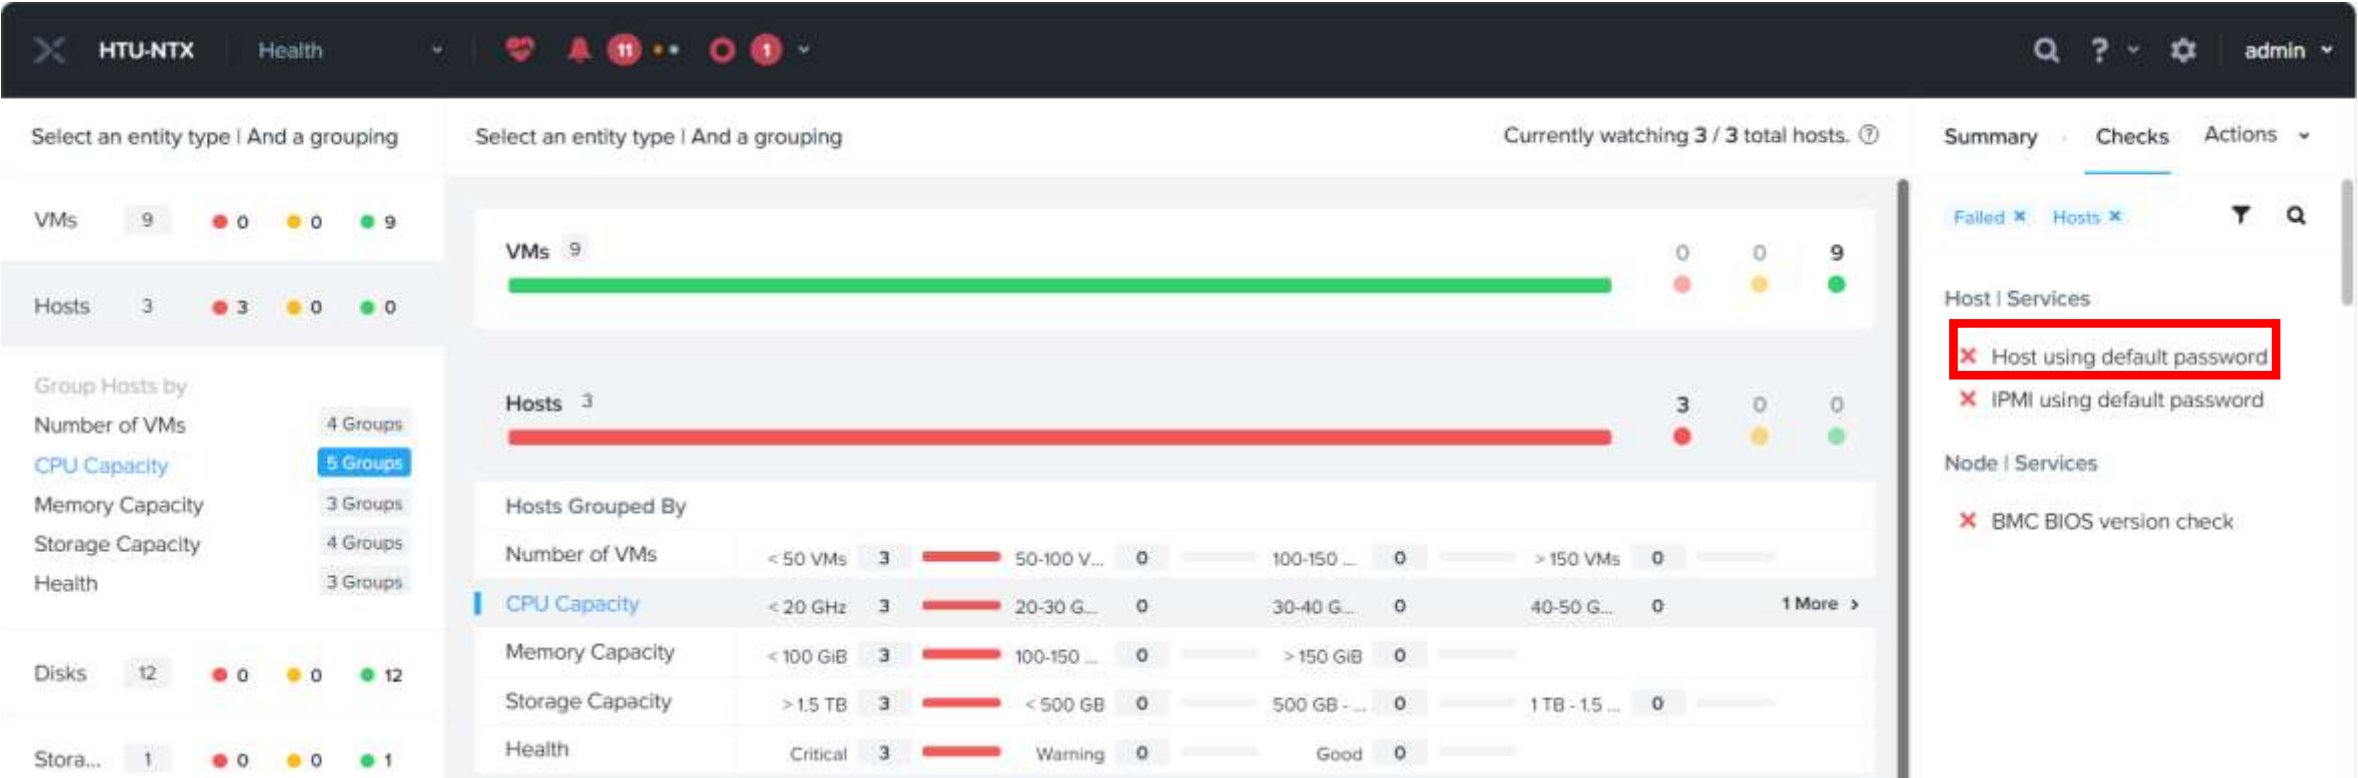 HTU-NTX Health 11 1 ? admin
Select an entity type | And a grouping
VMs 9 0 0 9
Hosts 3 3 0 0
Group Hosts by
Number of VMs 4 Groups
CPU Capacity 5 Groups
Memory Capacity 3 Groups
Storage Capacity 4 Groups
Health 3 Groups
Disks 12 0 0 12
Stora... 1 0 0 1
Select an entity type | And a grouping Currently watching 3 / 3 total hosts. ?
VMs 9 0 0 9
Hosts 3 3 0 0
Hosts Grouped By
Number of VMs < 50 VMs 3 50-100 V... 0 100-150 ... 0 > 150 VMs 0
CPU Capacity < 20 GHz 3 20-30 G... 0 30-40 G... 0 40-50 G... 0 1 More >
Memory Capacity < 100 GiB 3 100-150 ... 0 > 150 GiB 0
Storage Capacity > 1.5 TB 3 < 500 GB 0 500 GB - ... 0 1 TB - 1.5 ... 0
Health Critical 3 Warning 0 Good 0
Summary · Checks Actions
Failed × Hosts ×
Host | Services
× Host using default password
× IPMI using default password
Node | Services
× BMC BIOS version check